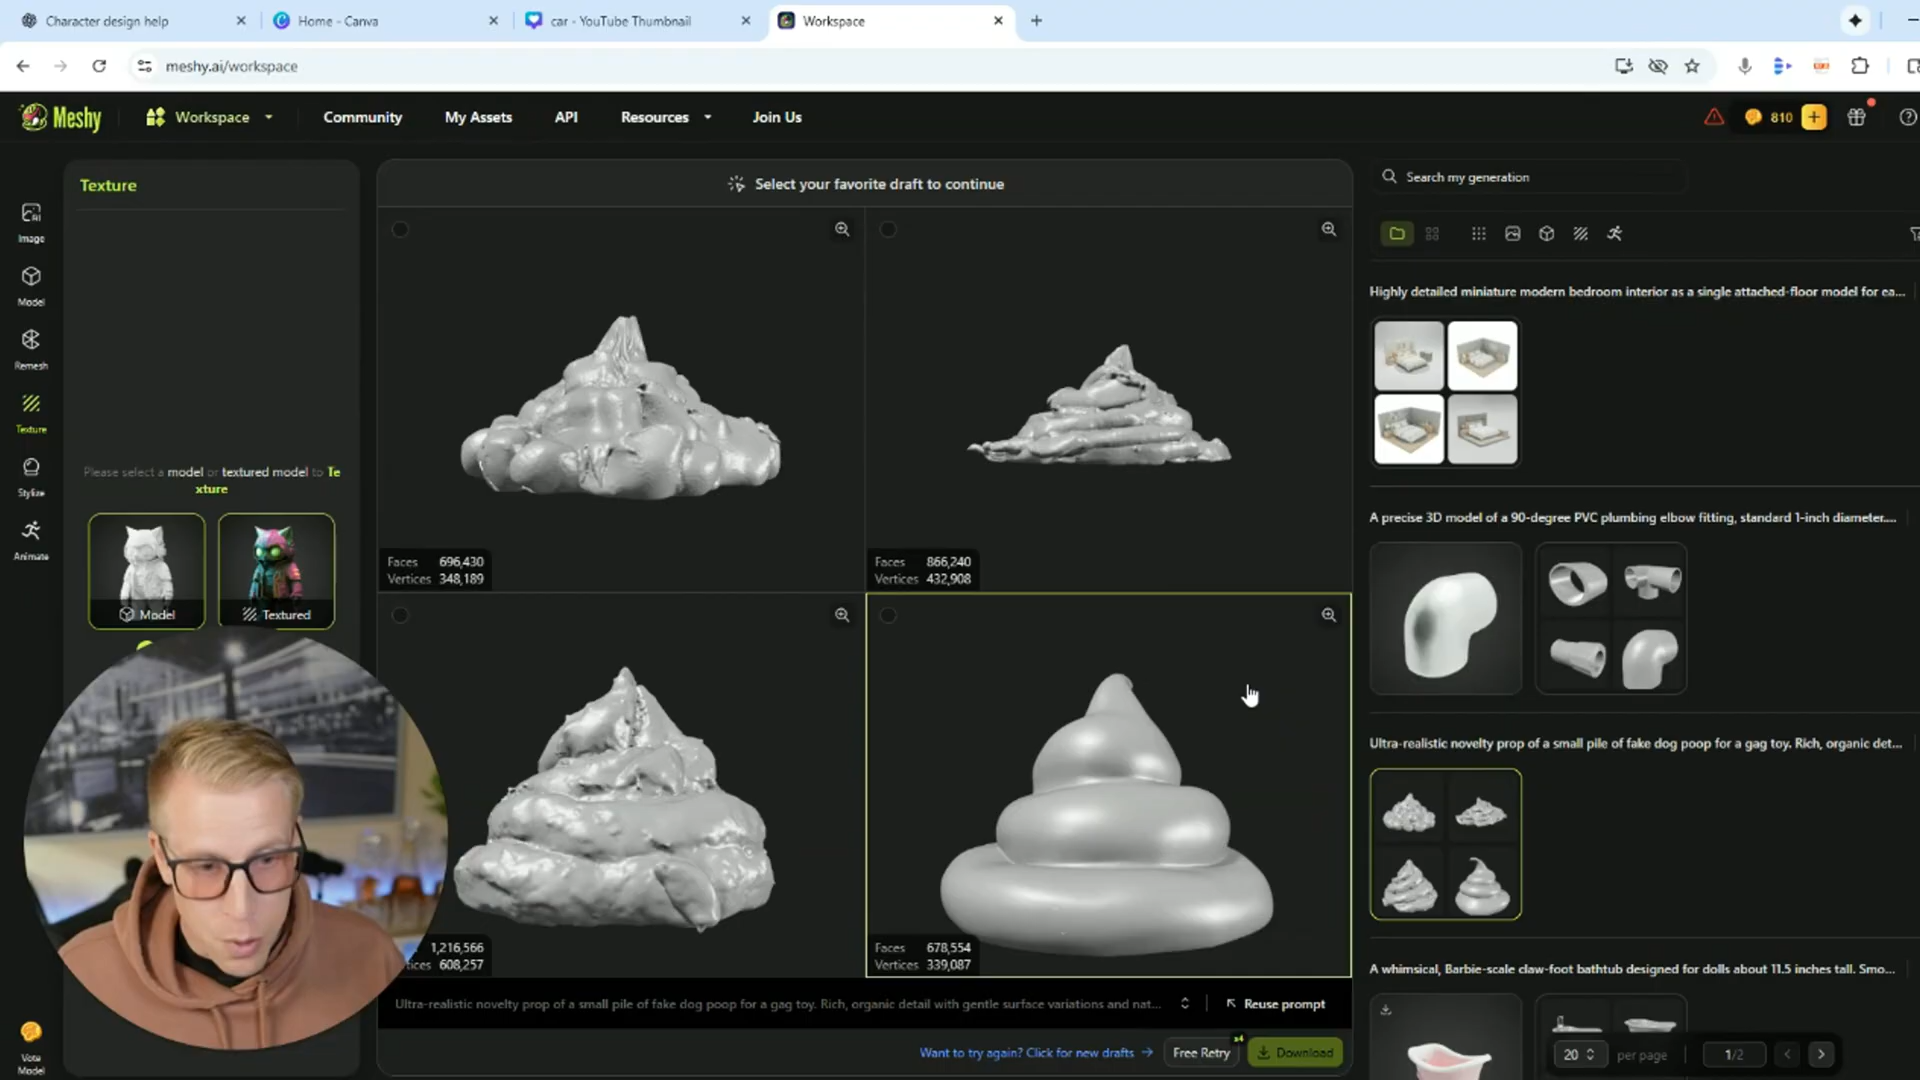 Character design help
Home - Canva
car - YouTube Thumbnail
Workspace
meshy.ai/workspace
Meshy
Workspace
Community
My Assets
API
Resources
Join Us
810
Texture
Select your favorite draft to continue
Search my generation
Image
Model
Remesh
Texture
Stylize
Animate
Please select a model or textured model to Te
xture
Model
Textured
Faces 696,430
Vertices 348,189
Faces 866,240
Vertices 432,908
1,216,566
608,257
Faces 678,554
Vertices 339,087
Highly detailed miniature modern bedroom interior as a single attached-floor model for ea...
A precise 3D model of a 90-degree PVC plumbing elbow fitting, standard 1-inch diameter....
Ultra-realistic novelty prop of a small pile of fake dog poop for a gag toy. Rich, organic det...
A whimsical, Barbie-scale claw-foot bathtub designed for dolls about 11.5 inches tall. Smo...
Ultra-realistic novelty prop of a small pile of fake dog poop for a gag toy. Rich, organic detail with gentle surface variations and nat...
Reuse prompt
Want to try again? Click for new drafts
Free Retry
x4
Download
20 per page
1/2
Vote
Model